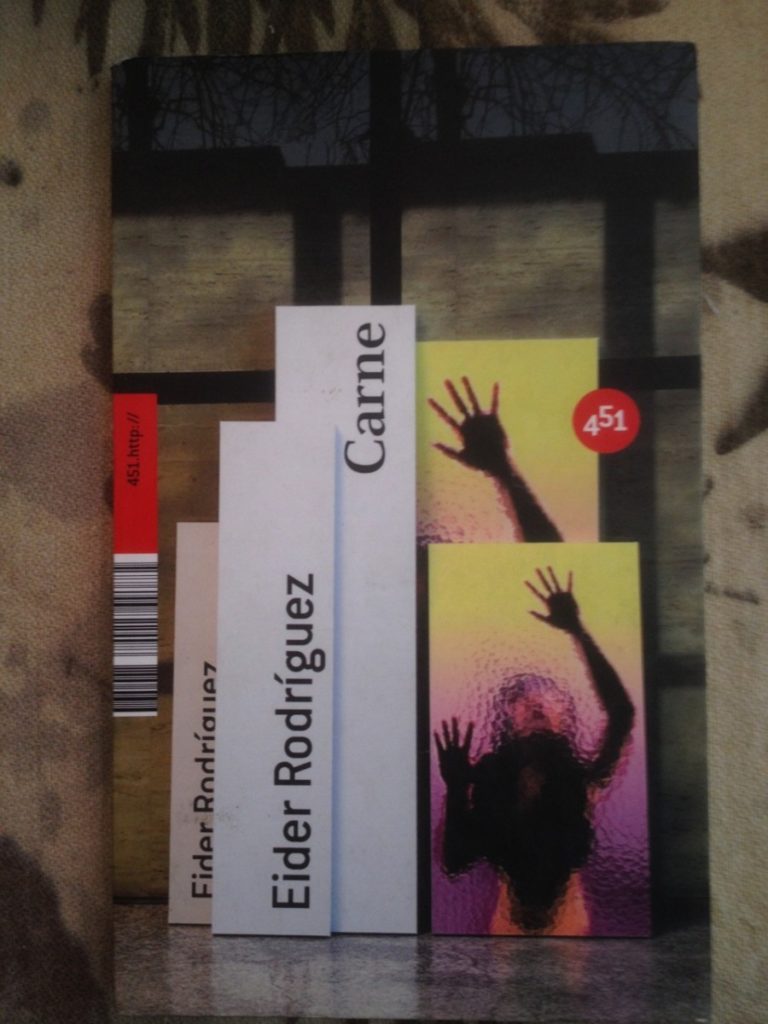 Carne
451
451.http://
Eider Rodríguez
Eider Rodríguez